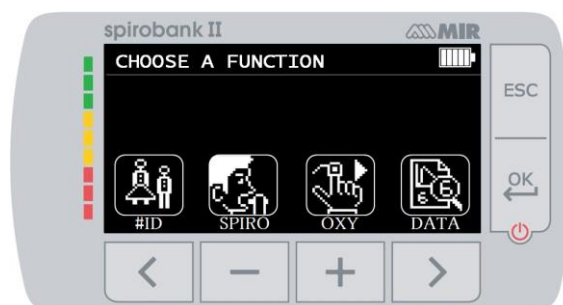 spirobank II MIR
CHOOSE A FUNCTION
ESC
OK
#ID SPIRO OXY DATA
< − + >